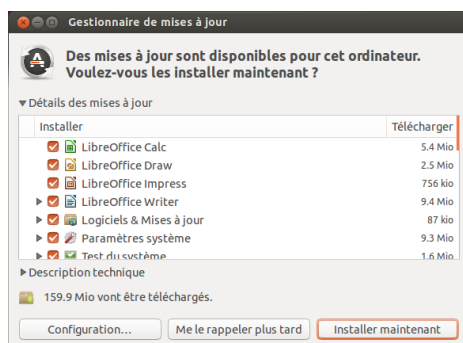 Gestionnaire de mises à jour
Des mises à jour sont disponibles pour cet ordinateur.
Voulez-vous les installer maintenant ?
Détails des mises à jour
Installer Télécharger
LibreOffice Calc 5.4 Mio
LibreOffice Draw 2.5 Mio
LibreOffice Impress 756 kio
LibreOffice Writer 9.4 Mio
Logiciels & Mises à jour 87 kio
Paramètres système 9.3 Mio
Test du système 1.6 Mio
Description technique
159.9 Mio vont être téléchargés.
Configuration... Me le rappeler plus tard Installer maintenant